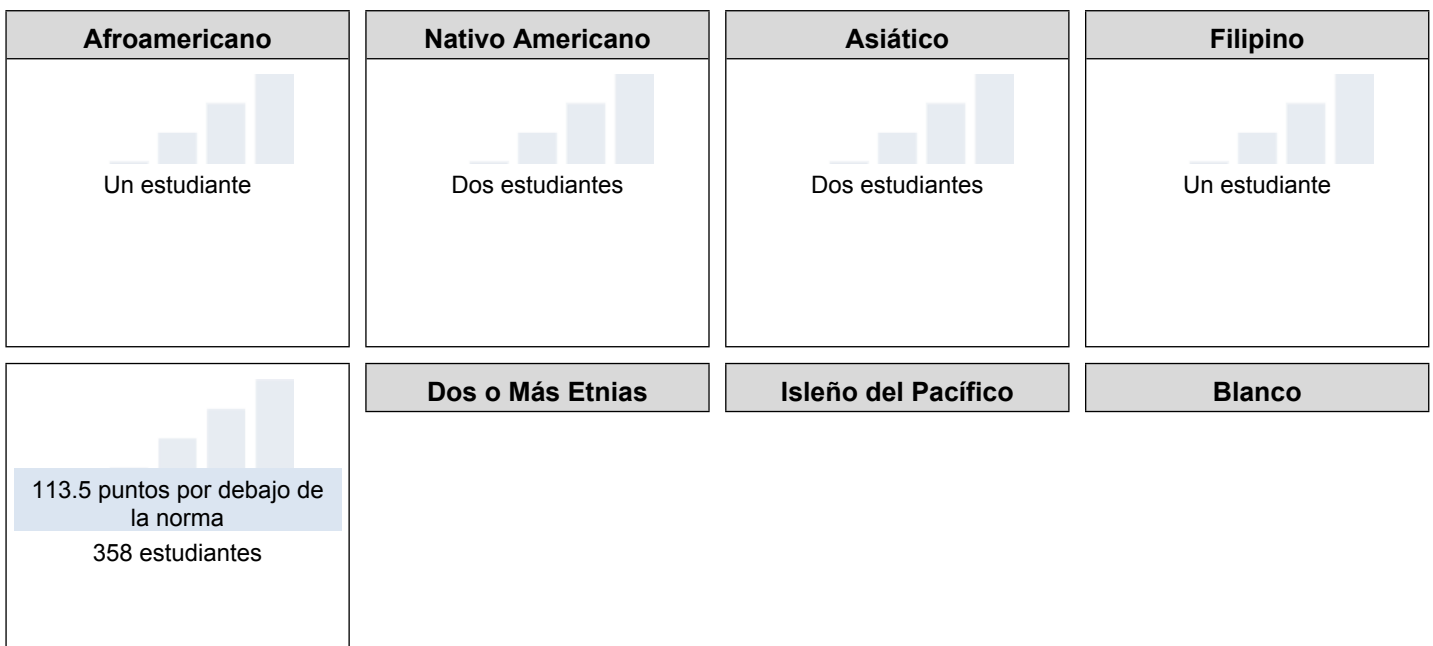 Afroamericano
Nativo Americano
Asiático
Filipino
Un estudiante
Dos estudiantes
Dos estudiantes
Un estudiante
Dos o Más Etnias
Isleño del Pacífico
Blanco
113.5 puntos por debajo de
la norma
358 estudiantes